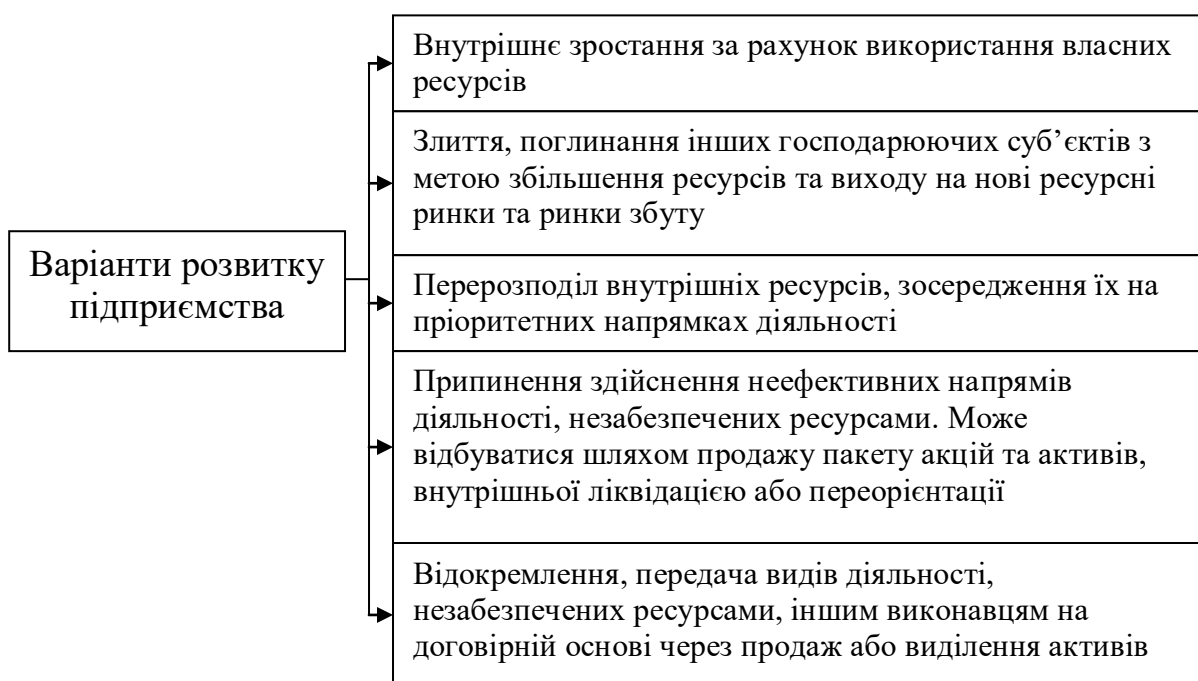 Варіанти розвитку
підприємства
Внутрішнє зростання за рахунок використання власних
ресурсів
Злиття, поглинання інших господарюючих суб’єктів з
метою збільшення ресурсів та виходу на нові ресурсні
ринки та ринки збуту
Перерозподіл внутрішніх ресурсів, зосередження їх на
пріоритетних напрямках діяльності
Припинення здійснення неефективних напрямів
діяльності, незабезпечених ресурсами. Може
відбуватися шляхом продажу пакету акцій та активів,
внутрішньої ліквідацією або переорієнтації
Відокремлення, передача видів діяльності,
незабезпечених ресурсами, іншим виконавцям на
договірній основі через продаж або виділення активів